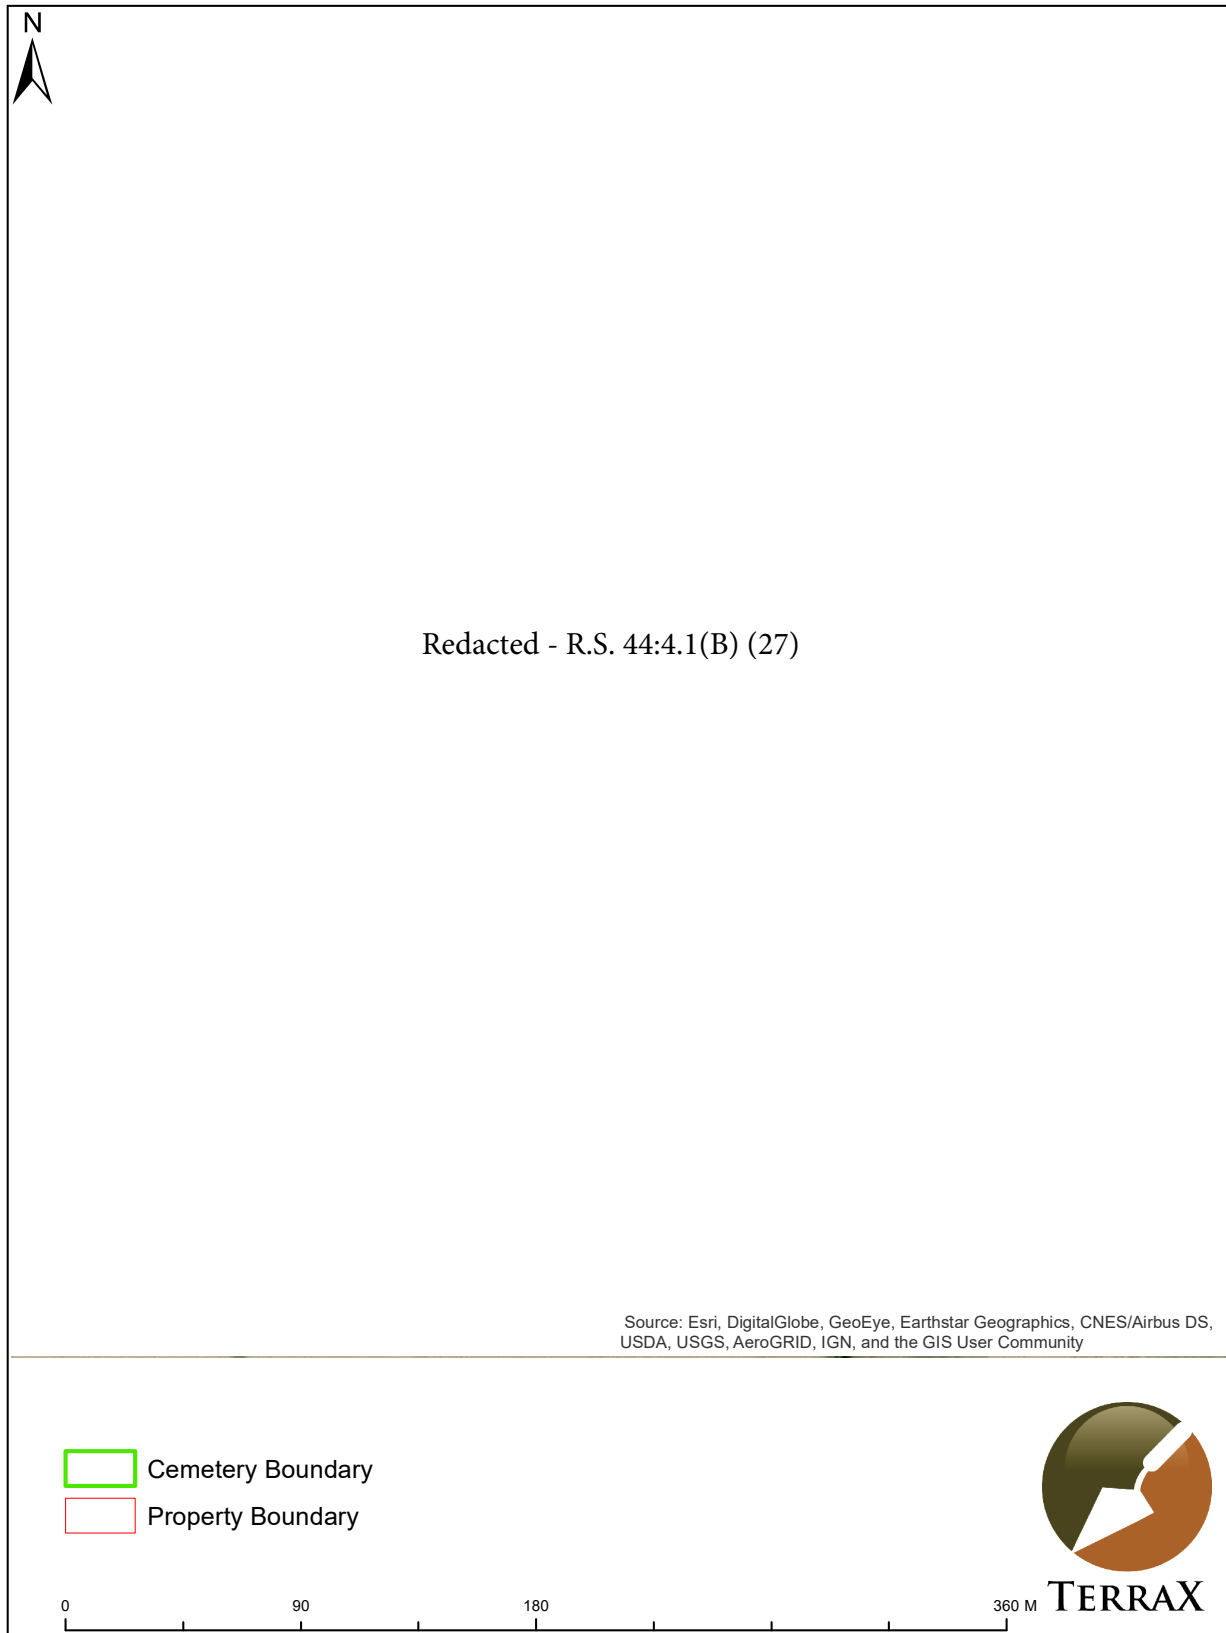 N
Redacted - R.S. 44:4.1(B) (27)
Source: Esri, DigitalGlobe, GeoEye, Earthstar Geographics, CNES/Airbus DS,
USDA, USGS, AeroGRID, IGN, and the GIS User Community
Cemetery Boundary
Property Boundary
0 90 180 360 M
TERRAX